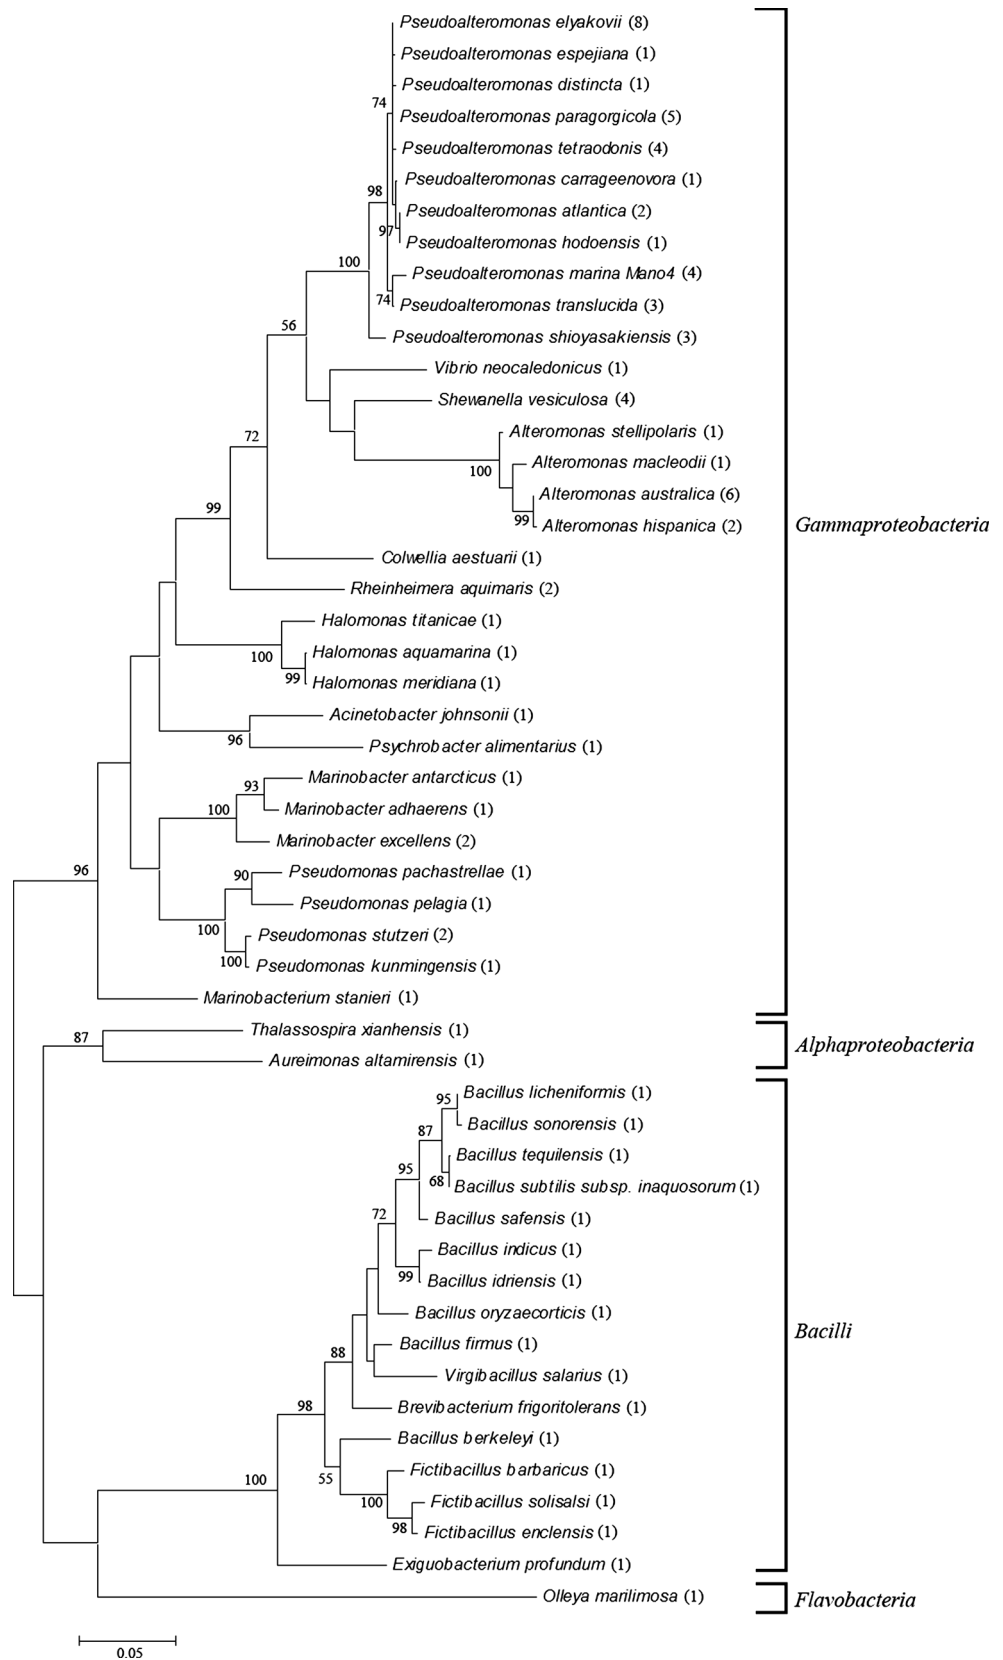 Pseudoalteromonas elyakovii (8)
Pseudoalteromonas espejiana (1)
Pseudoalteromonas distincta (1)
74
Pseudoalteromonas paragorgicola (5)
Pseudoalteromonas tetraodonis (4)
Pseudoalteromonas carrageenovora (1)
98
Pseudoalteromonas atlantica (2)
97
Pseudoalteromonas hodoensis (1)
100
Pseudoalteromonas marina Mano4 (4)
74
Pseudoalteromonas translucida (3)
56
Pseudoalteromonas shioyasakiensis (3)
Vibrio neocaledonicus (1)
Shewanella vesiculosa (4)
72
Alteromonas stellipolaris (1)
100
Alteromonas macleodii (1)
Alteromonas australica (6)
99
99
Alteromonas hispanica (2)
Gammaproteobacteria
Colwellia aestuarii (1)
Rheinheimera aquimaris (2)
Halomonas titanicae (1)
100
Halomonas aquamarina (1)
99
Halomonas meridiana (1)
Acinetobacter johnsonii (1)
96
Psychrobacter alimentarius (1)
Marinobacter antarcticus (1)
93
100
Marinobacter adhaerens (1)
Marinobacter excellens (2)
96
90
Pseudomonas pachastrellae (1)
Pseudomonas pelagia (1)
100
Pseudomonas stutzeri (2)
100
Pseudomonas kunmingensis (1)
Marinobacterium stanieri (1)
87
Thalassospira xianhensis (1)
Alphaproteobacteria
Aureimonas altamirensis (1)
95
Bacillus licheniformis (1)
Bacillus sonorensis (1)
87
Bacillus tequilensis (1)
95
68
Bacillus subtilis subsp. inaquosorum (1)
72
Bacillus safensis (1)
Bacillus indicus (1)
99
Bacillus idriensis (1)
Bacillus oryzaecorticis (1)
Bacilli
Bacillus firmus (1)
88
Virgibacillus salarius (1)
98
Brevibacterium frigoritolerans (1)
Bacillus berkeleyi (1)
55
Fictibacillus barbaricus (1)
100
100
Fictibacillus solisalsi (1)
98
Fictibacillus enclensis (1)
Exiguobacterium profundum (1)
Olleya marilimosa (1)
Flavobacteria
0.05